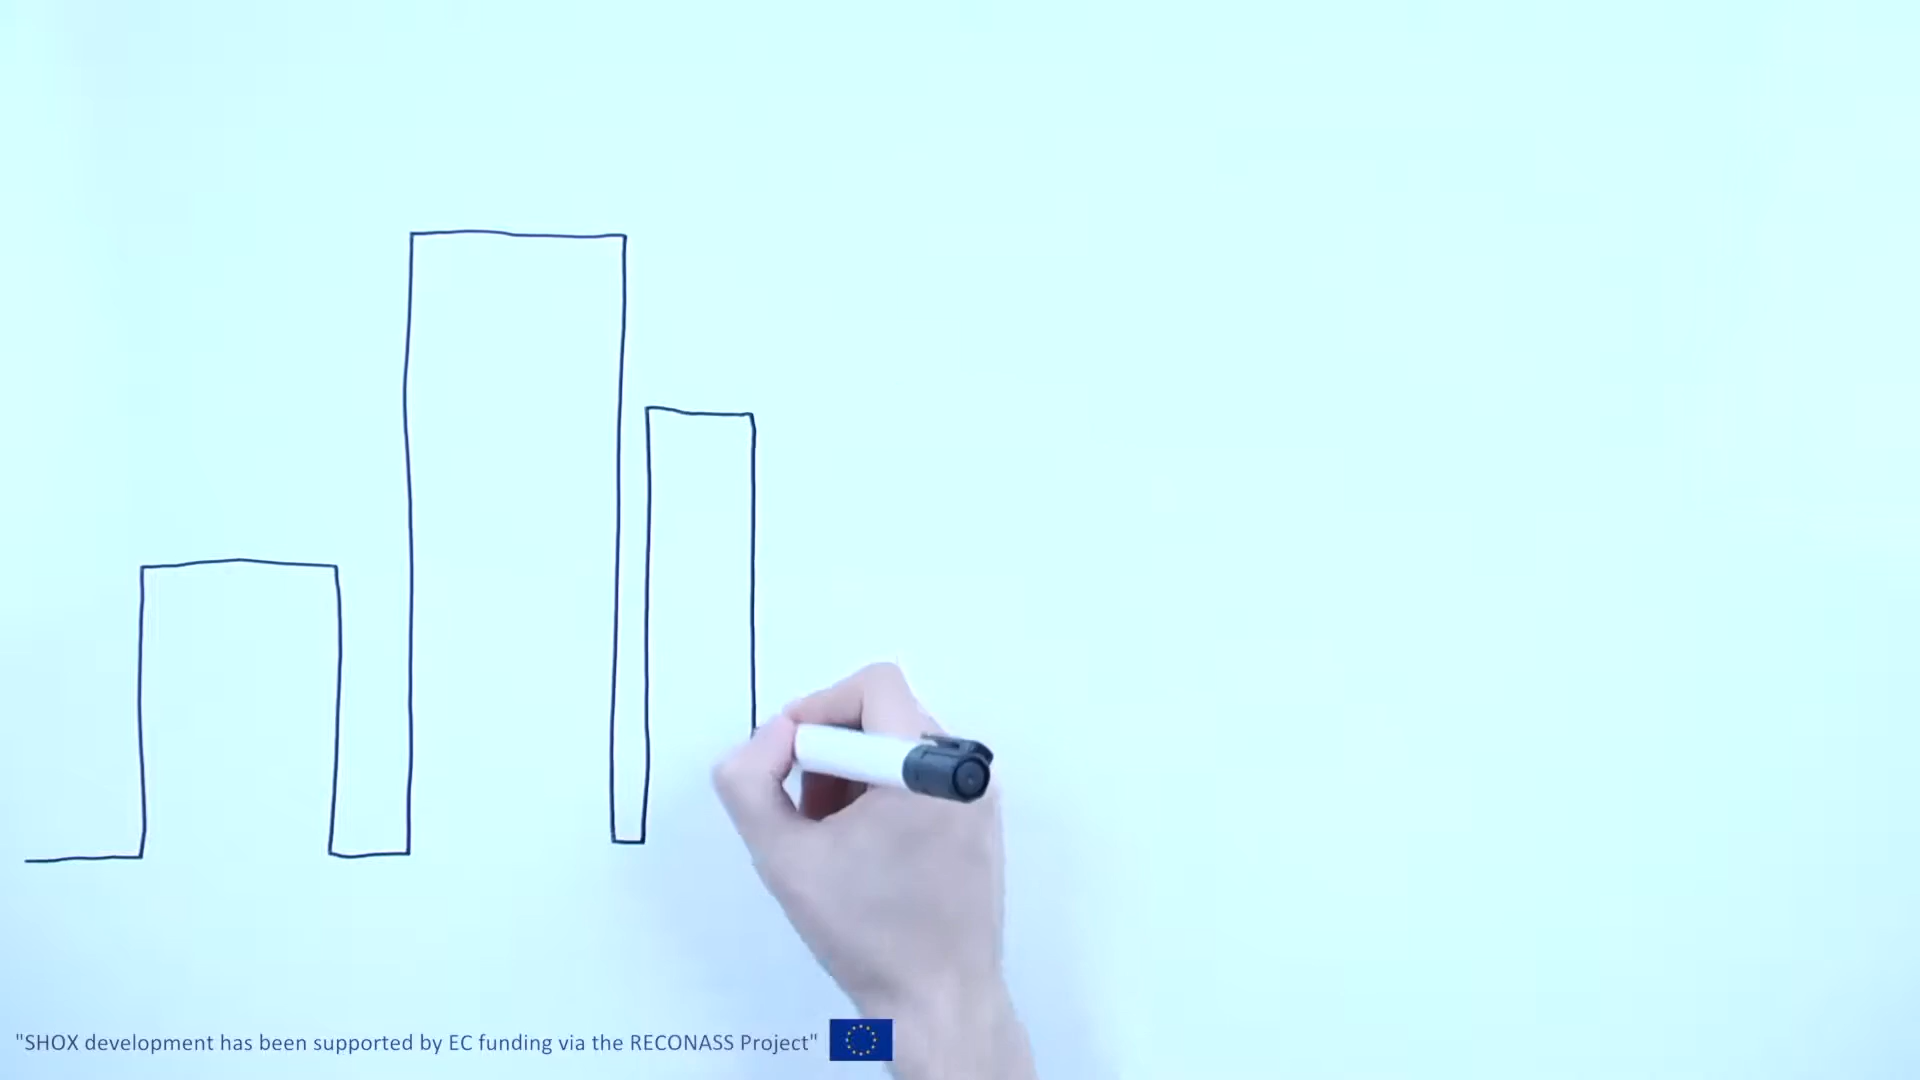 "SHOX development has been supported by EC funding via the RECONASS Project"